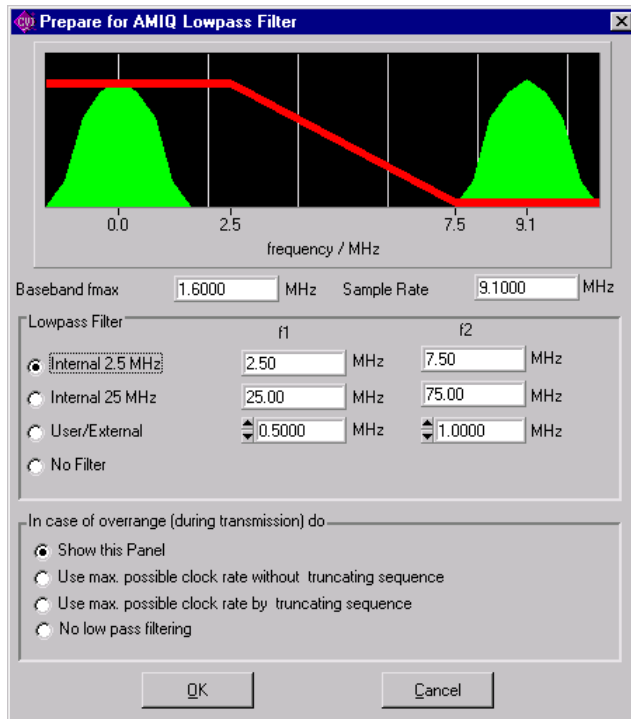 CVI Prepare for AMIQ Lowpass Filter
0.0 2.5 7.5 9.1
frequency / MHz
Baseband fmax 1.6000 MHz Sample Rate 9.1000 MHz
Lowpass Filter
f1 f2
Internal 2.5 MHz 2.50 MHz 7.50 MHz
Internal 25 MHz 25.00 MHz 75.00 MHz
User/External 0.5000 MHz 1.0000 MHz
No Filter
In case of overrange (during transmission) do
Show this Panel
Use max. possible clock rate without truncating sequence
Use max. possible clock rate by truncating sequence
No low pass filtering
OK Cancel